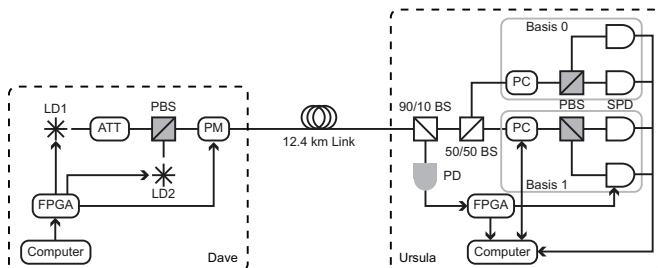 LD1
ATT
PBS
PM
LD2
FPGA
Computer
Dave
12.4 km Link
90/10 BS
50/50 BS
PD
FPGA
Computer
Ursula
Basis 0
PC
PBS
SPD
PC
Basis 1